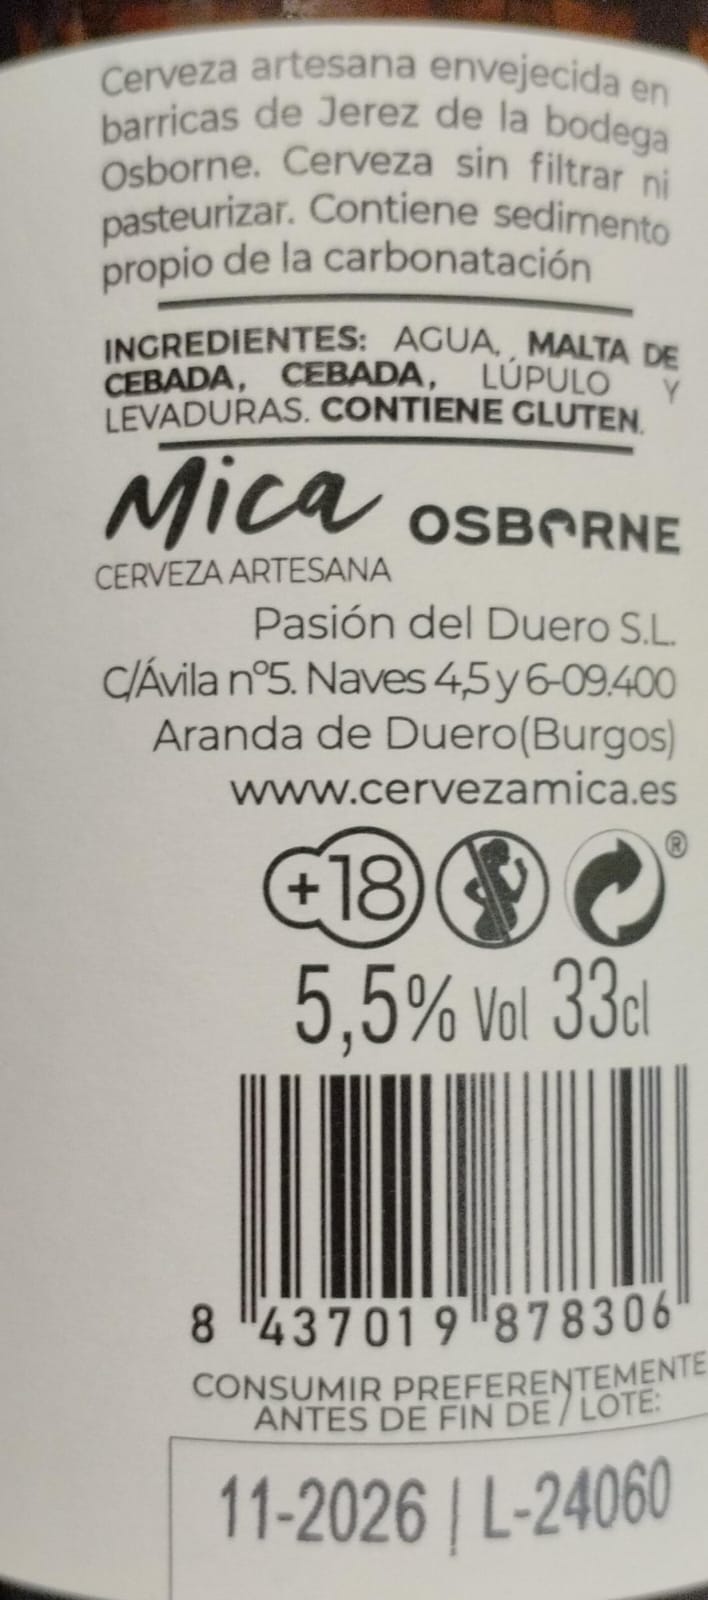 Cerveza artesana envejecida en
barricas de Jerez de la bodega
Osborne. Cerveza sin filtrar ni
pasteurizar. Contiene sedimento
propio de la carbonatación
INGREDIENTES: AGUA, MALTA DE
CEBADA, CEBADA, LÚPULO Y
LEVADURAS. CONTIENE GLUTEN.
Mica OSBORNE
CERVEZA ARTESANA
Pasión del Duero S.L.
C/Ávila nº5. Naves 4,5 y 6-09.400
Aranda de Duero(Burgos)
www.cervezamica.es
+18 ®
5,5% Vol 33cl
8 437019 878306
CONSUMIR PREFERENTEMENTE
ANTES DE FIN DE / LOTE:
11-2026 | L-24060